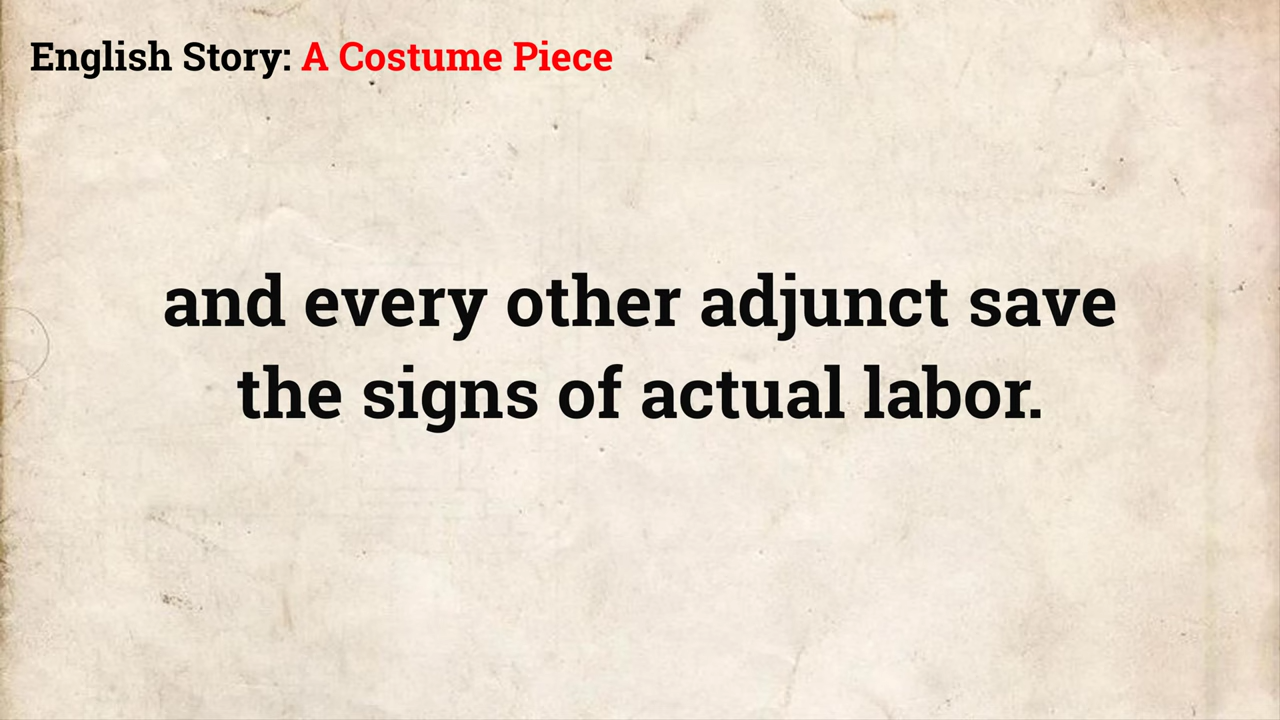 English Story: A Costume Piece
and every other adjunct save
the signs of actual labor.